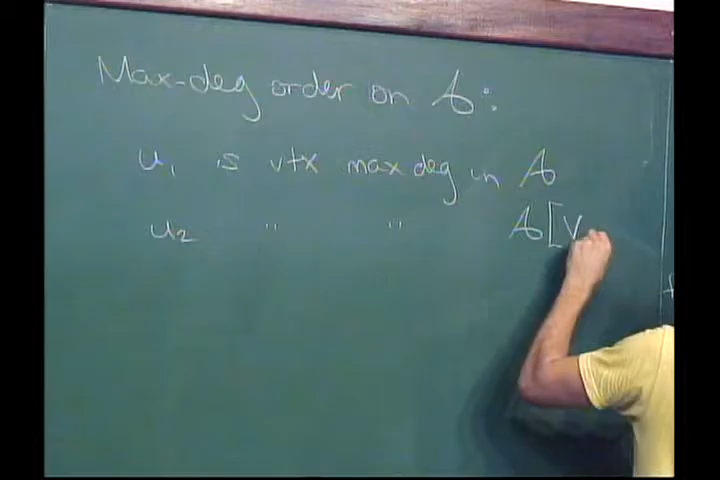 Max-deg order on A:
u₁ is vtx max deg in A
u₂ " " A[V